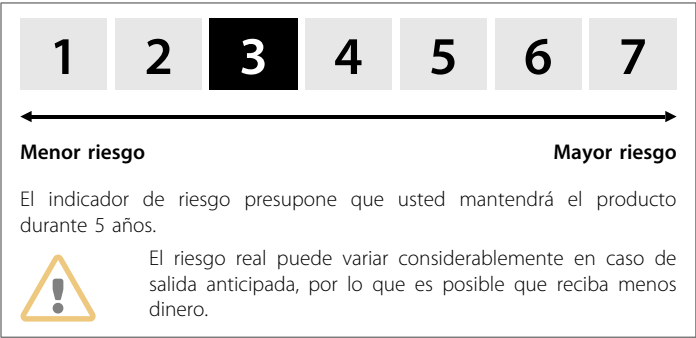 1 2 3 4 5 6 7
Menor riesgo Mayor riesgo
El indicador de riesgo presupone que usted mantendrá el producto
durante 5 años.
El riesgo real puede variar considerablemente en caso de
salida anticipada, por lo que es posible que reciba menos
dinero.